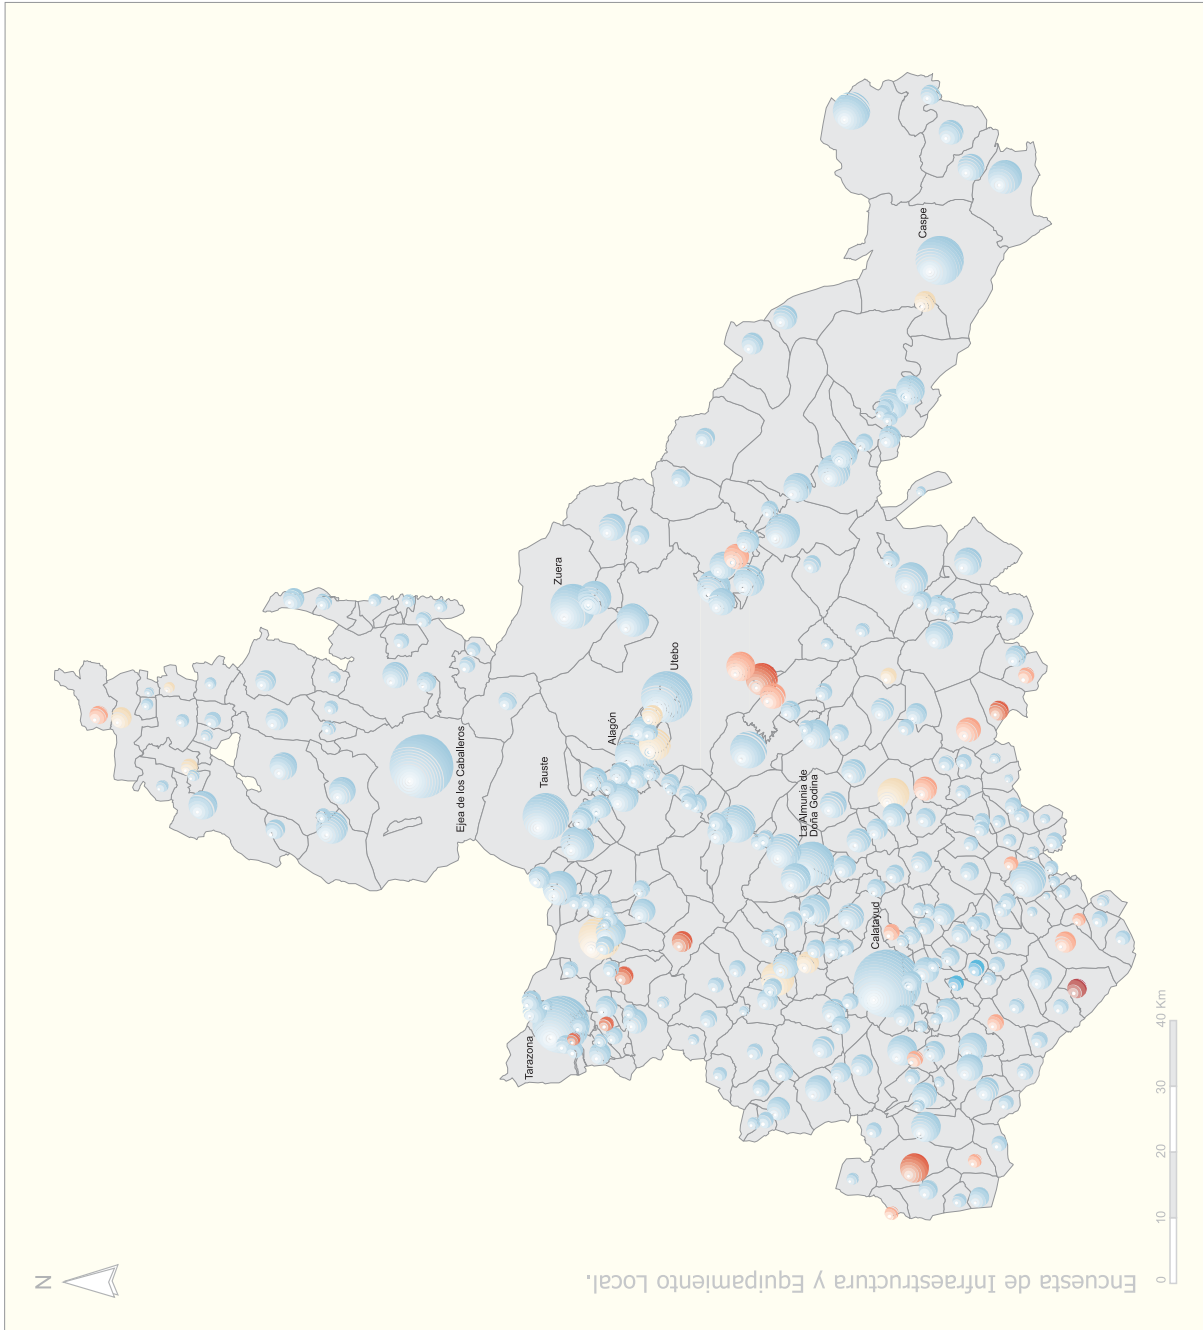 Caspe
Zuera
Utebo
Alagón
Ejea de los Caballeros
Tauste
La Almunia de
Doña Godina
Calatayud
Tarazona
N
Encuesta de Infraestructura y Equipamiento Local.
0 10 20 30 40 Km